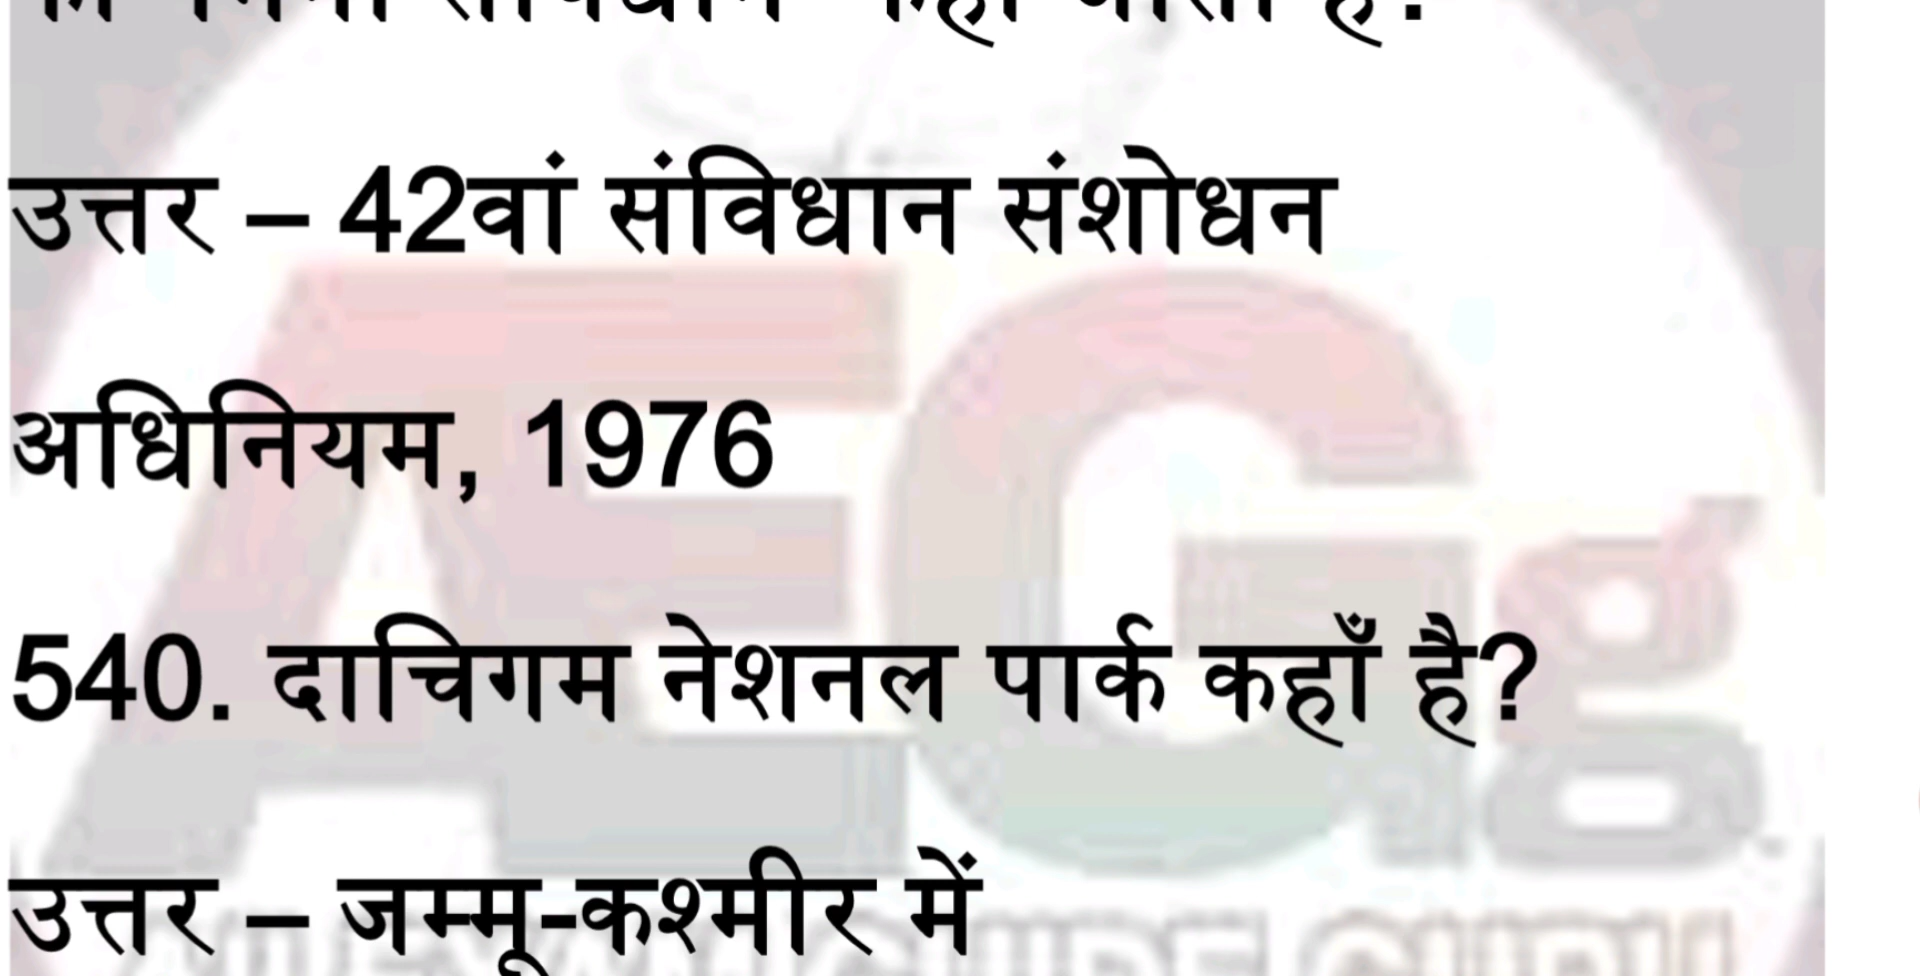 उत्तर – 42वां संविधान संशोधन
अधिनियम, 1976
540. दाचिगम नेशनल पार्क कहाँ है?
उत्तर – जम्मू-कश्मीर में